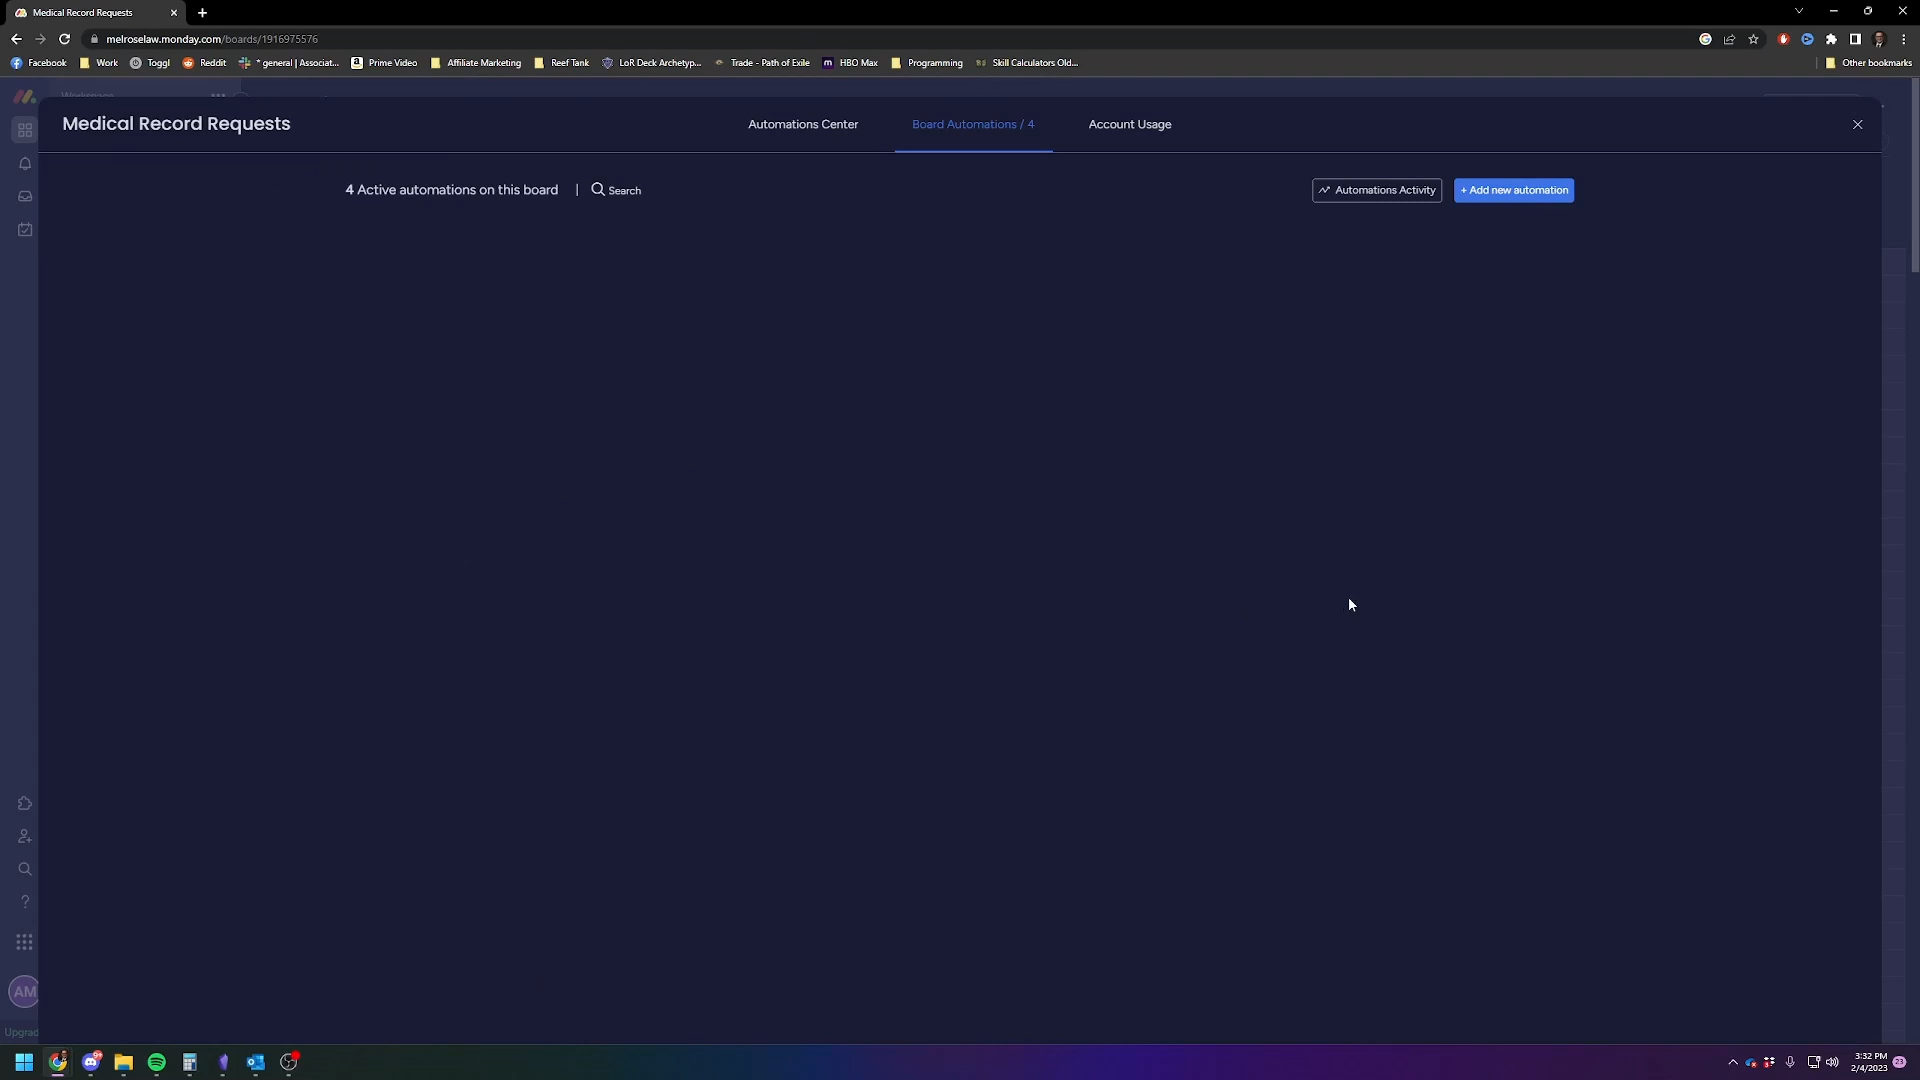 Medical Record Requests
melroselaw.monday.com/boards/1916975576
Facebook
Work
Toggl
Reddit
* general | Associat...
Prime Video
Affiliate Marketing
Reef Tank
LoR Deck Archetyp...
Trade - Path of Exile
HBO Max
Programming
Skill Calculators Old...
Other bookmarks
Workspace
Medical Record Requests
Automations Center
Board Automations / 4
Account Usage
4 Active automations on this board
|
Search
Automations Activity
+ Add new automation
AM
Upgrad
3:32 PM
2/4/2023
23